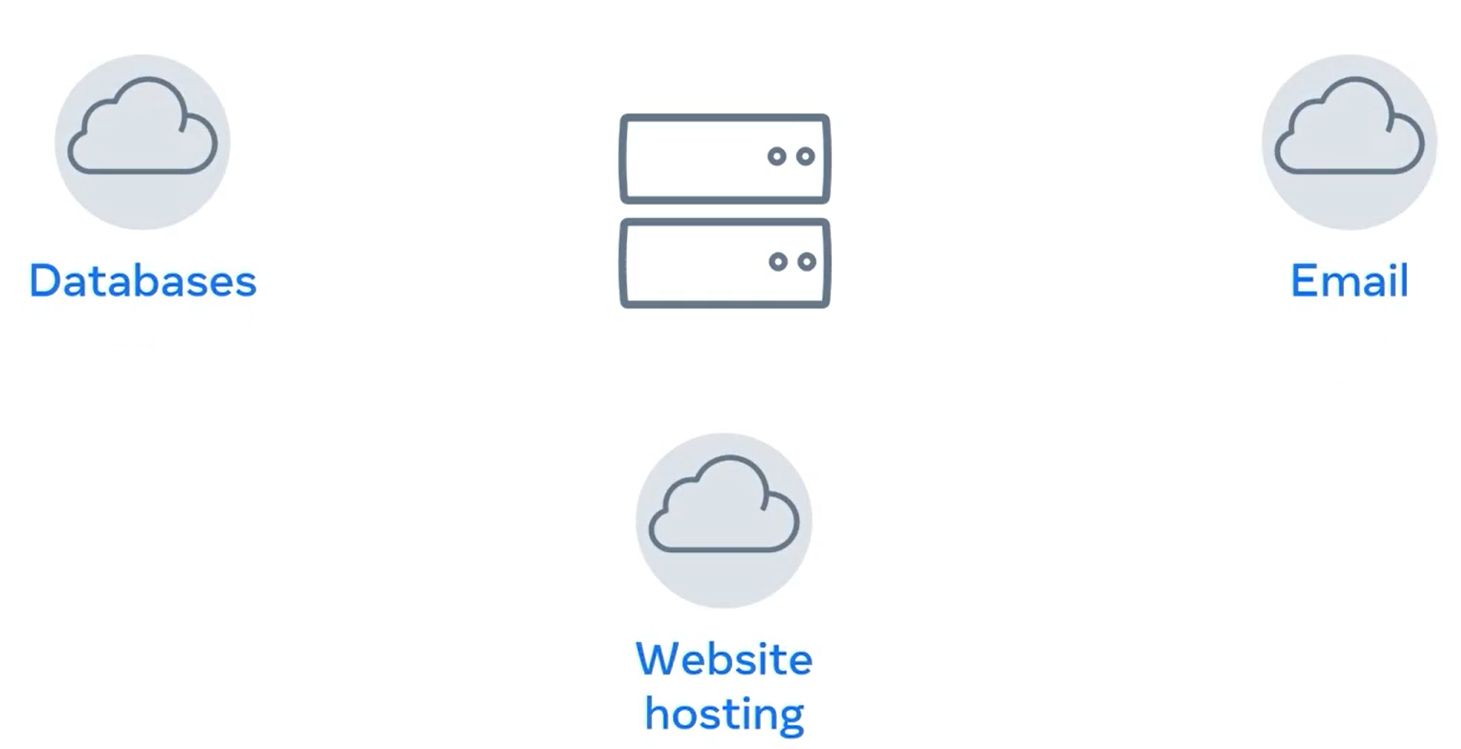 Databases
Email
Website
hosting